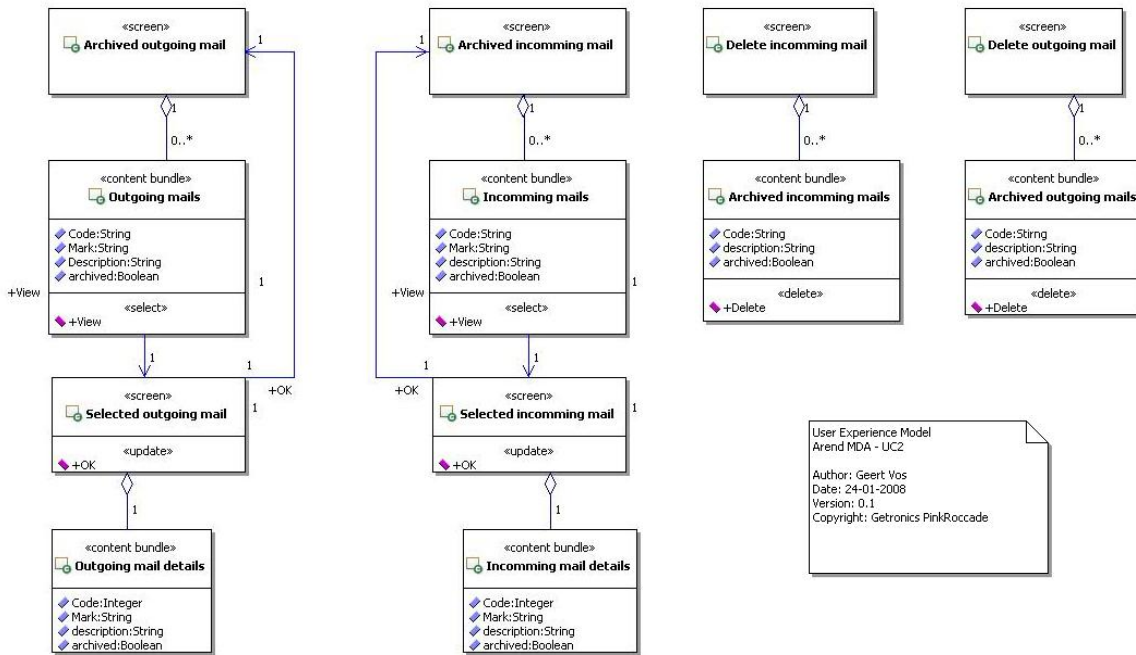 «screen»
Archived outgoing mail
1
1
0..*
«content bundle»
Outgoing mails
Code:String
Mark:String
Description:String
archived:Boolean
+View
1
«select»
+View
1
1
+OK
«screen»
Selected outgoing mail
1
«update»
+OK
1
«content bundle»
Outgoing mail details
Code:Integer
Mark:String
description:String
archived:Boolean
«screen»
Archived incomming mail
1
1
0..*
«content bundle»
Incomming mails
Code:String
Mark:String
description:String
archived:Boolean
+View
1
«select»
+View
1
1
+OK
«screen»
Selected incomming mail
1
«update»
+OK
1
«content bundle»
Incomming mail details
Code:Integer
Mark:String
description:String
archived:Boolean
«screen»
Delete incomming mail
1
0..*
«content bundle»
Archived incomming mails
Code:String
description:String
archived:Boolean
«delete»
+Delete
«screen»
Delete outgoing mail
1
0..*
«content bundle»
Archived outgoing mails
Code:Stirng
description:String
archived:Boolean
«delete»
+Delete
User Experience Model
Arend MDA - UC2
Author: Geert Vos
Date: 24-01-2008
Version: 0.1
Copyright: Getronics PinkRoccade